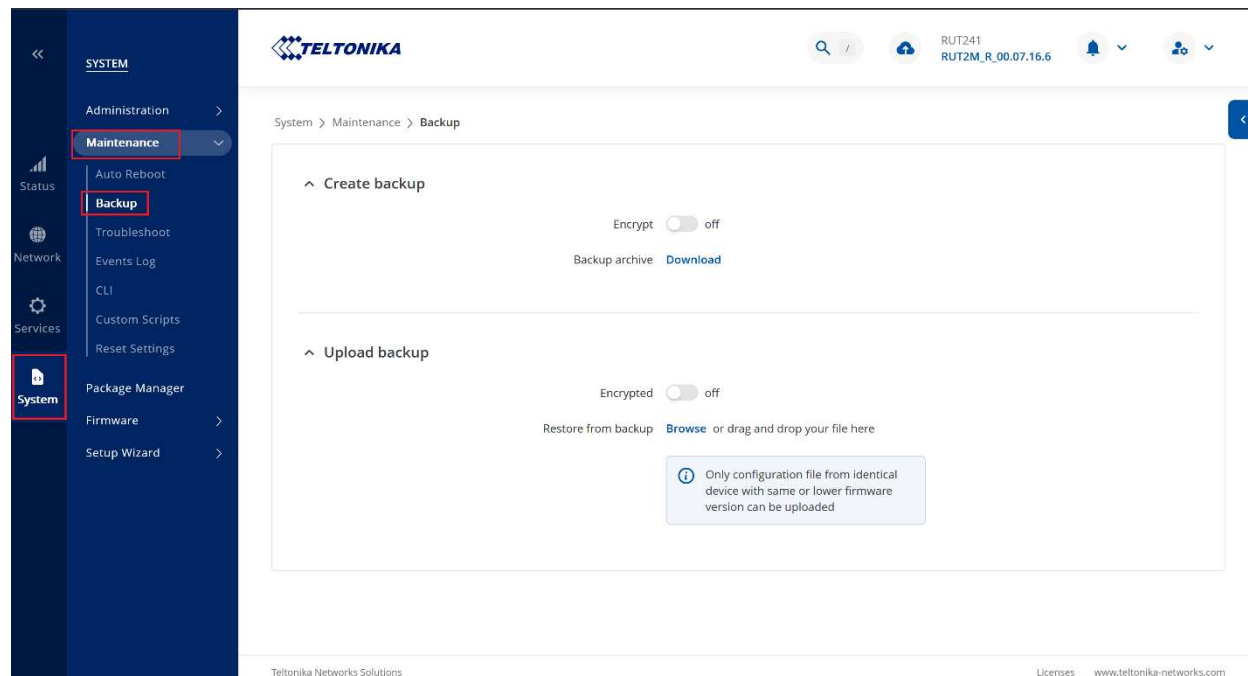 Status
Network
Services
System
SYSTEM
Administration
Maintenance
Auto Reboot
Backup
Troubleshoot
Events Log
CLI
Custom Scripts
Reset Settings
Package Manager
Firmware
Setup Wizard
TELTONIKA
/
RUT241
RUT2M_R_00.07.16.6
System > Maintenance > Backup
Create backup
Encrypt off
Backup archive Download
Upload backup
Encrypted off
Restore from backup Browse or drag and drop your file here
Only configuration file from identical
device with same or lower firmware
version can be uploaded
Teltonika Networks Solutions
Licenses www.teltonika-networks.com